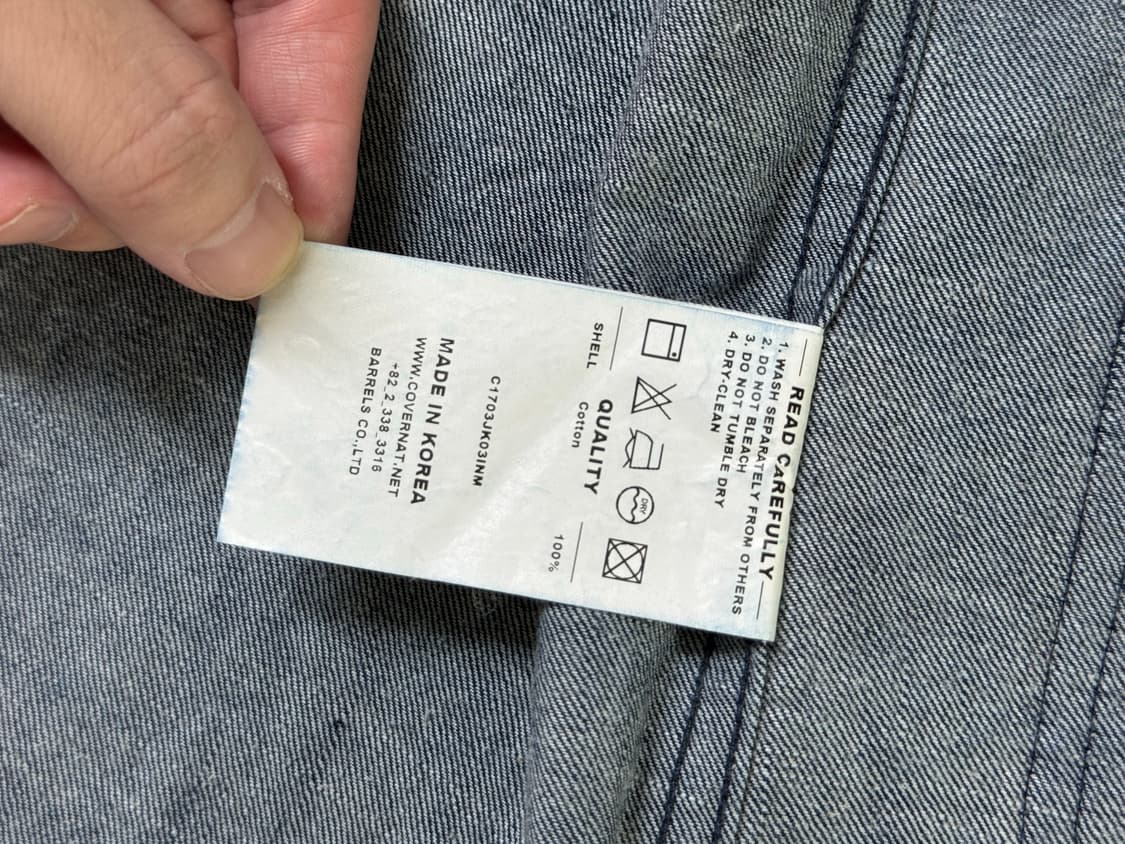 READ CAREFULLY
1. WASH SEPARATELY FROM OTHERS
2. DO NOT BLEACH
3. DO NOT TUMBLE DRY
4. DRY-CLEAN
DRY
QUALITY
SHELL Cotton 100%
C1703JK03INM
MADE IN KOREA
WWW.COVERNAT.NET
+82_2_338_3316
BARRELS CO.,LTD